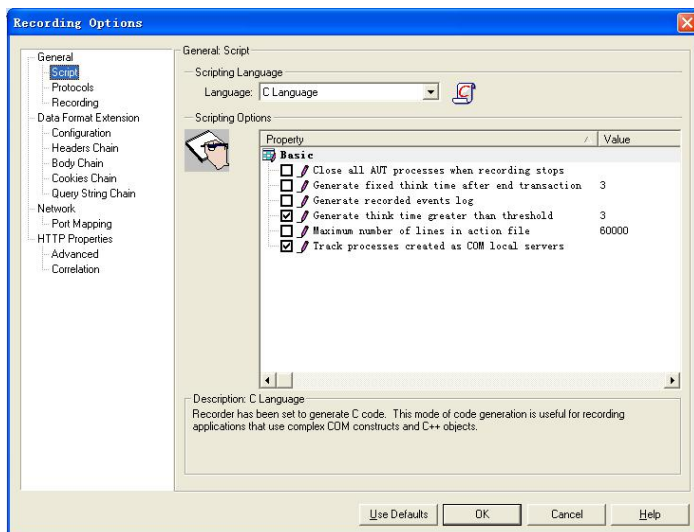 Recording Options
General
Script
Protocols
Recording
Data Format Extension
Configuration
Headers Chain
Body Chain
Cookies Chain
Query String Chain
Network
Port Mapping
HTTP Properties
Advanced
Correlation
General: Script
Scripting Language
Language: C Language
Scripting Options
Property / Value
Basic
Close all AUT processes when recording stops
Generate fixed think time after end transaction 3
Generate recorded events log
Generate think time greater than threshold 3
Maximum number of lines in action file 60000
Track processes created as COM local servers
Description: C Language
Recorder has been set to generate C code. This mode of code generation is useful for recording
applications that use complex COM constructs and C++ objects.
Use Defaults OK Cancel Help